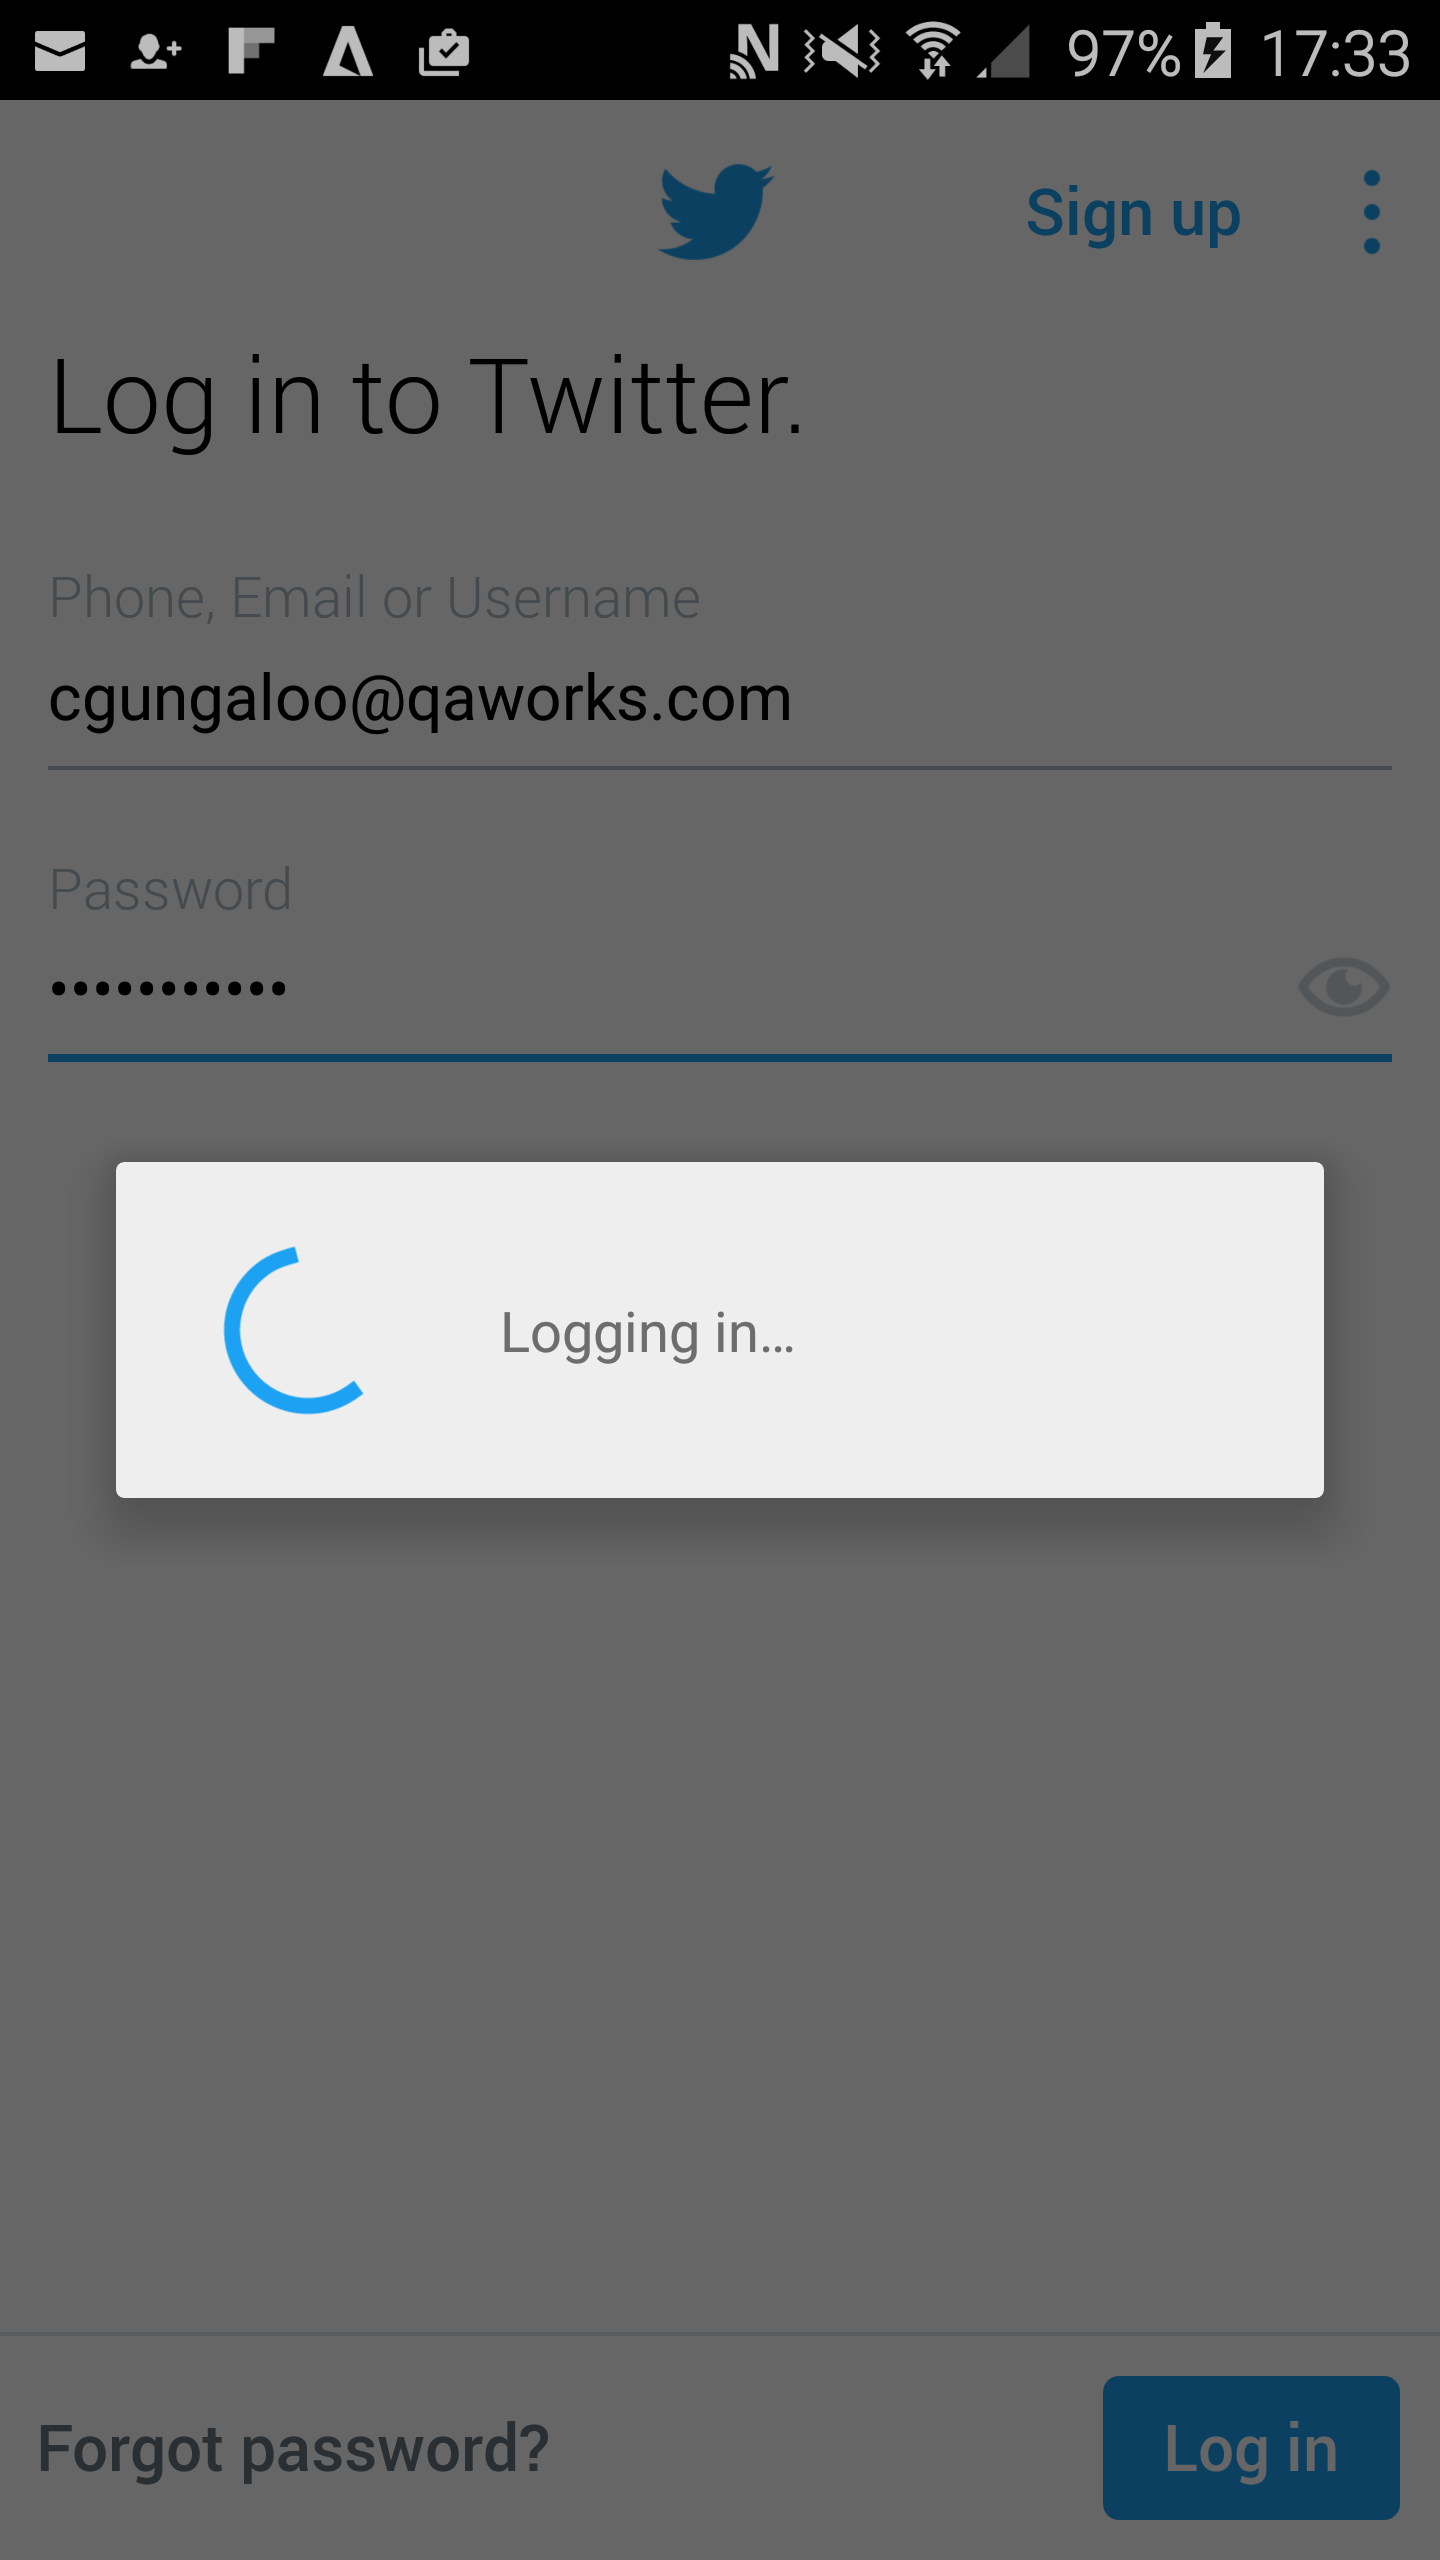 97% 17:33
Sign up
Log in to Twitter.
Phone, Email or Username
cgungaloo@qaworks.com
Password
•••••••••••
Logging in…
Forgot password?
Log in